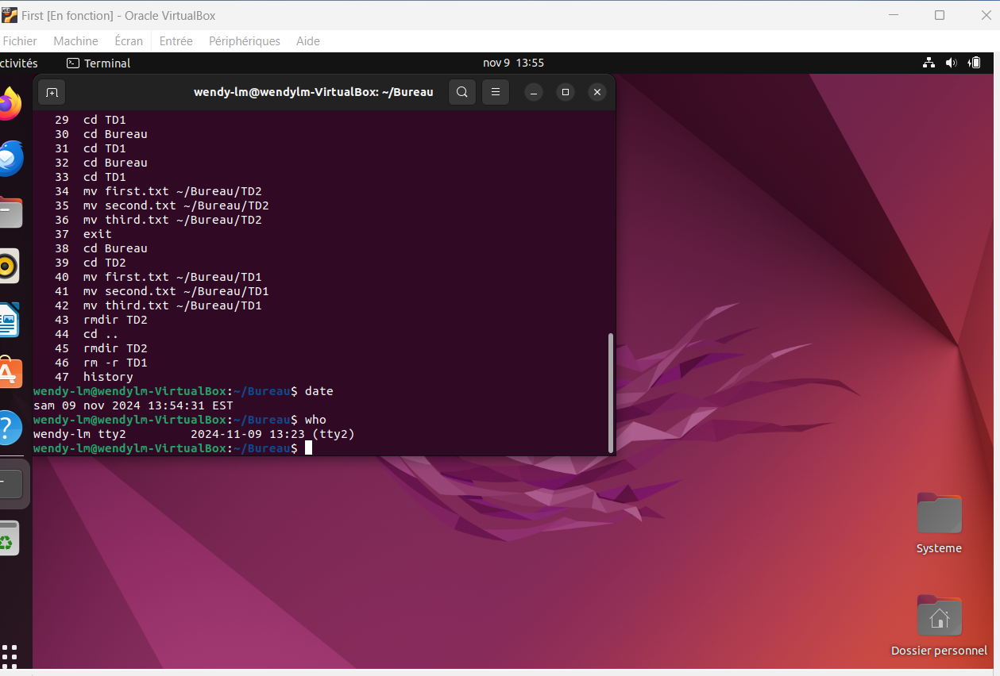 First [En fonction] - Oracle VirtualBox
Fichier Machine Écran Entrée Périphériques Aide
ctivités Terminal nov 9 13:55
wendy-lm@wendylm-VirtualBox: ~/Bureau
29 cd TD1
30 cd Bureau
31 cd TD1
32 cd Bureau
33 cd TD1
34 mv first.txt ~/Bureau/TD2
35 mv second.txt ~/Bureau/TD2
36 mv third.txt ~/Bureau/TD2
37 exit
38 cd Bureau
39 cd TD2
40 mv first.txt ~/Bureau/TD1
41 mv second.txt ~/Bureau/TD1
42 mv third.txt ~/Bureau/TD1
43 rmdir TD2
44 cd ..
45 rmdir TD2
46 rm -r TD1
47 history
wendy-lm@wendylm-VirtualBox:~/Bureau$ date
sam 09 nov 2024 13:54:31 EST
wendy-lm@wendylm-VirtualBox:~/Bureau$ who
wendy-lm tty2 2024-11-09 13:23 (tty2)
wendy-lm@wendylm-VirtualBox:~/Bureau$
Systeme
Dossier personnel